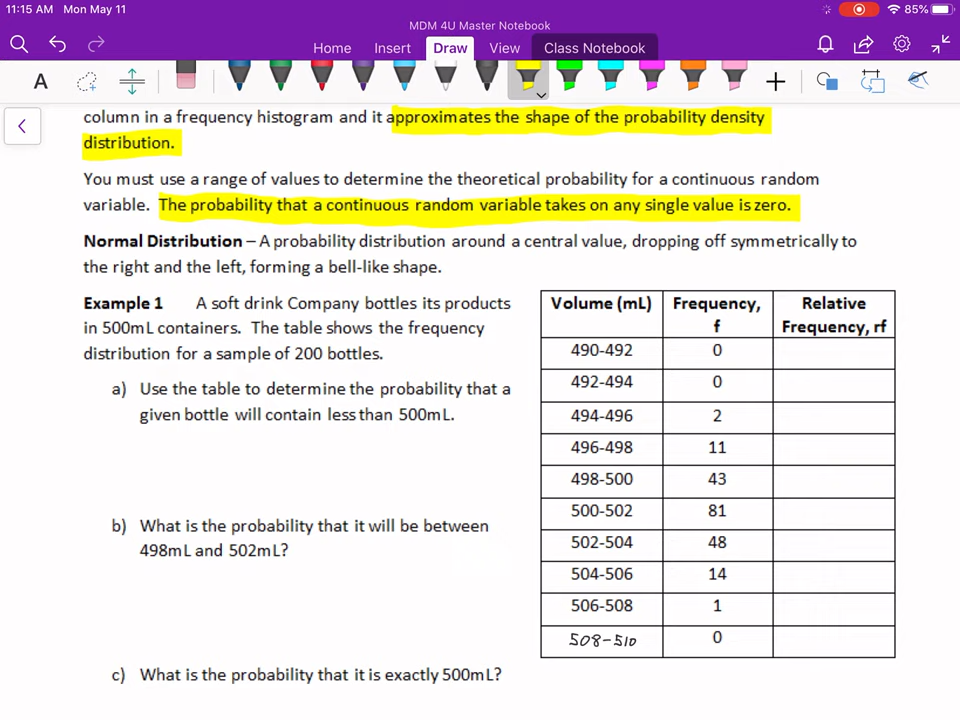 11:15 AM Mon May 11
85%
MDM 4U Master Notebook
Home Insert Draw View Class Notebook
A
column in a frequency histogram and it approximates the shape of the probability density
distribution.
You must use a range of values to determine the theoretical probability for a continuous random
variable. The probability that a continuous random variable takes on any single value is zero.
Normal Distribution – A probability distribution around a central value, dropping off symmetrically to
the right and the left, forming a bell-like shape.
Example 1 A soft drink Company bottles its products
in 500mL containers. The table shows the frequency
distribution for a sample of 200 bottles.
a) Use the table to determine the probability that a
given bottle will contain less than 500mL.
b) What is the probability that it will be between
498mL and 502mL?
c) What is the probability that it is exactly 500mL?
Volume (mL) Frequency, f Relative Frequency, rf
490-492 0
492-494 0
494-496 2
496-498 11
498-500 43
500-502 81
502-504 48
504-506 14
506-508 1
508-510 0